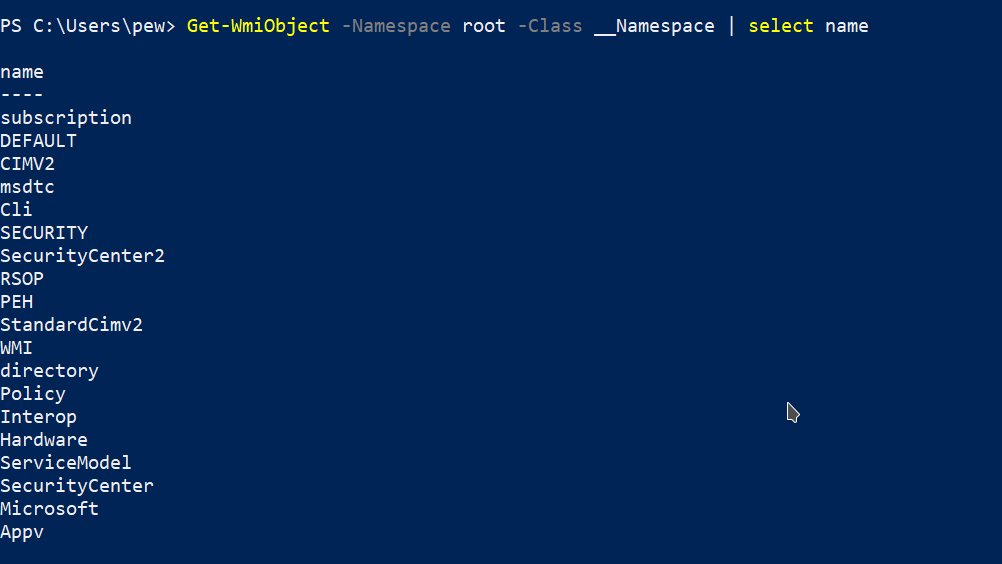 PS C:\Users\pew> Get-WmiObject -Namespace root -Class __Namespace | select name
name
----
subscription
DEFAULT
CIMV2
msdtc
Cli
SECURITY
SecurityCenter2
RSOP
PEH
StandardCimv2
WMI
directory
Policy
Interop
Hardware
ServiceModel
SecurityCenter
Microsoft
Appv